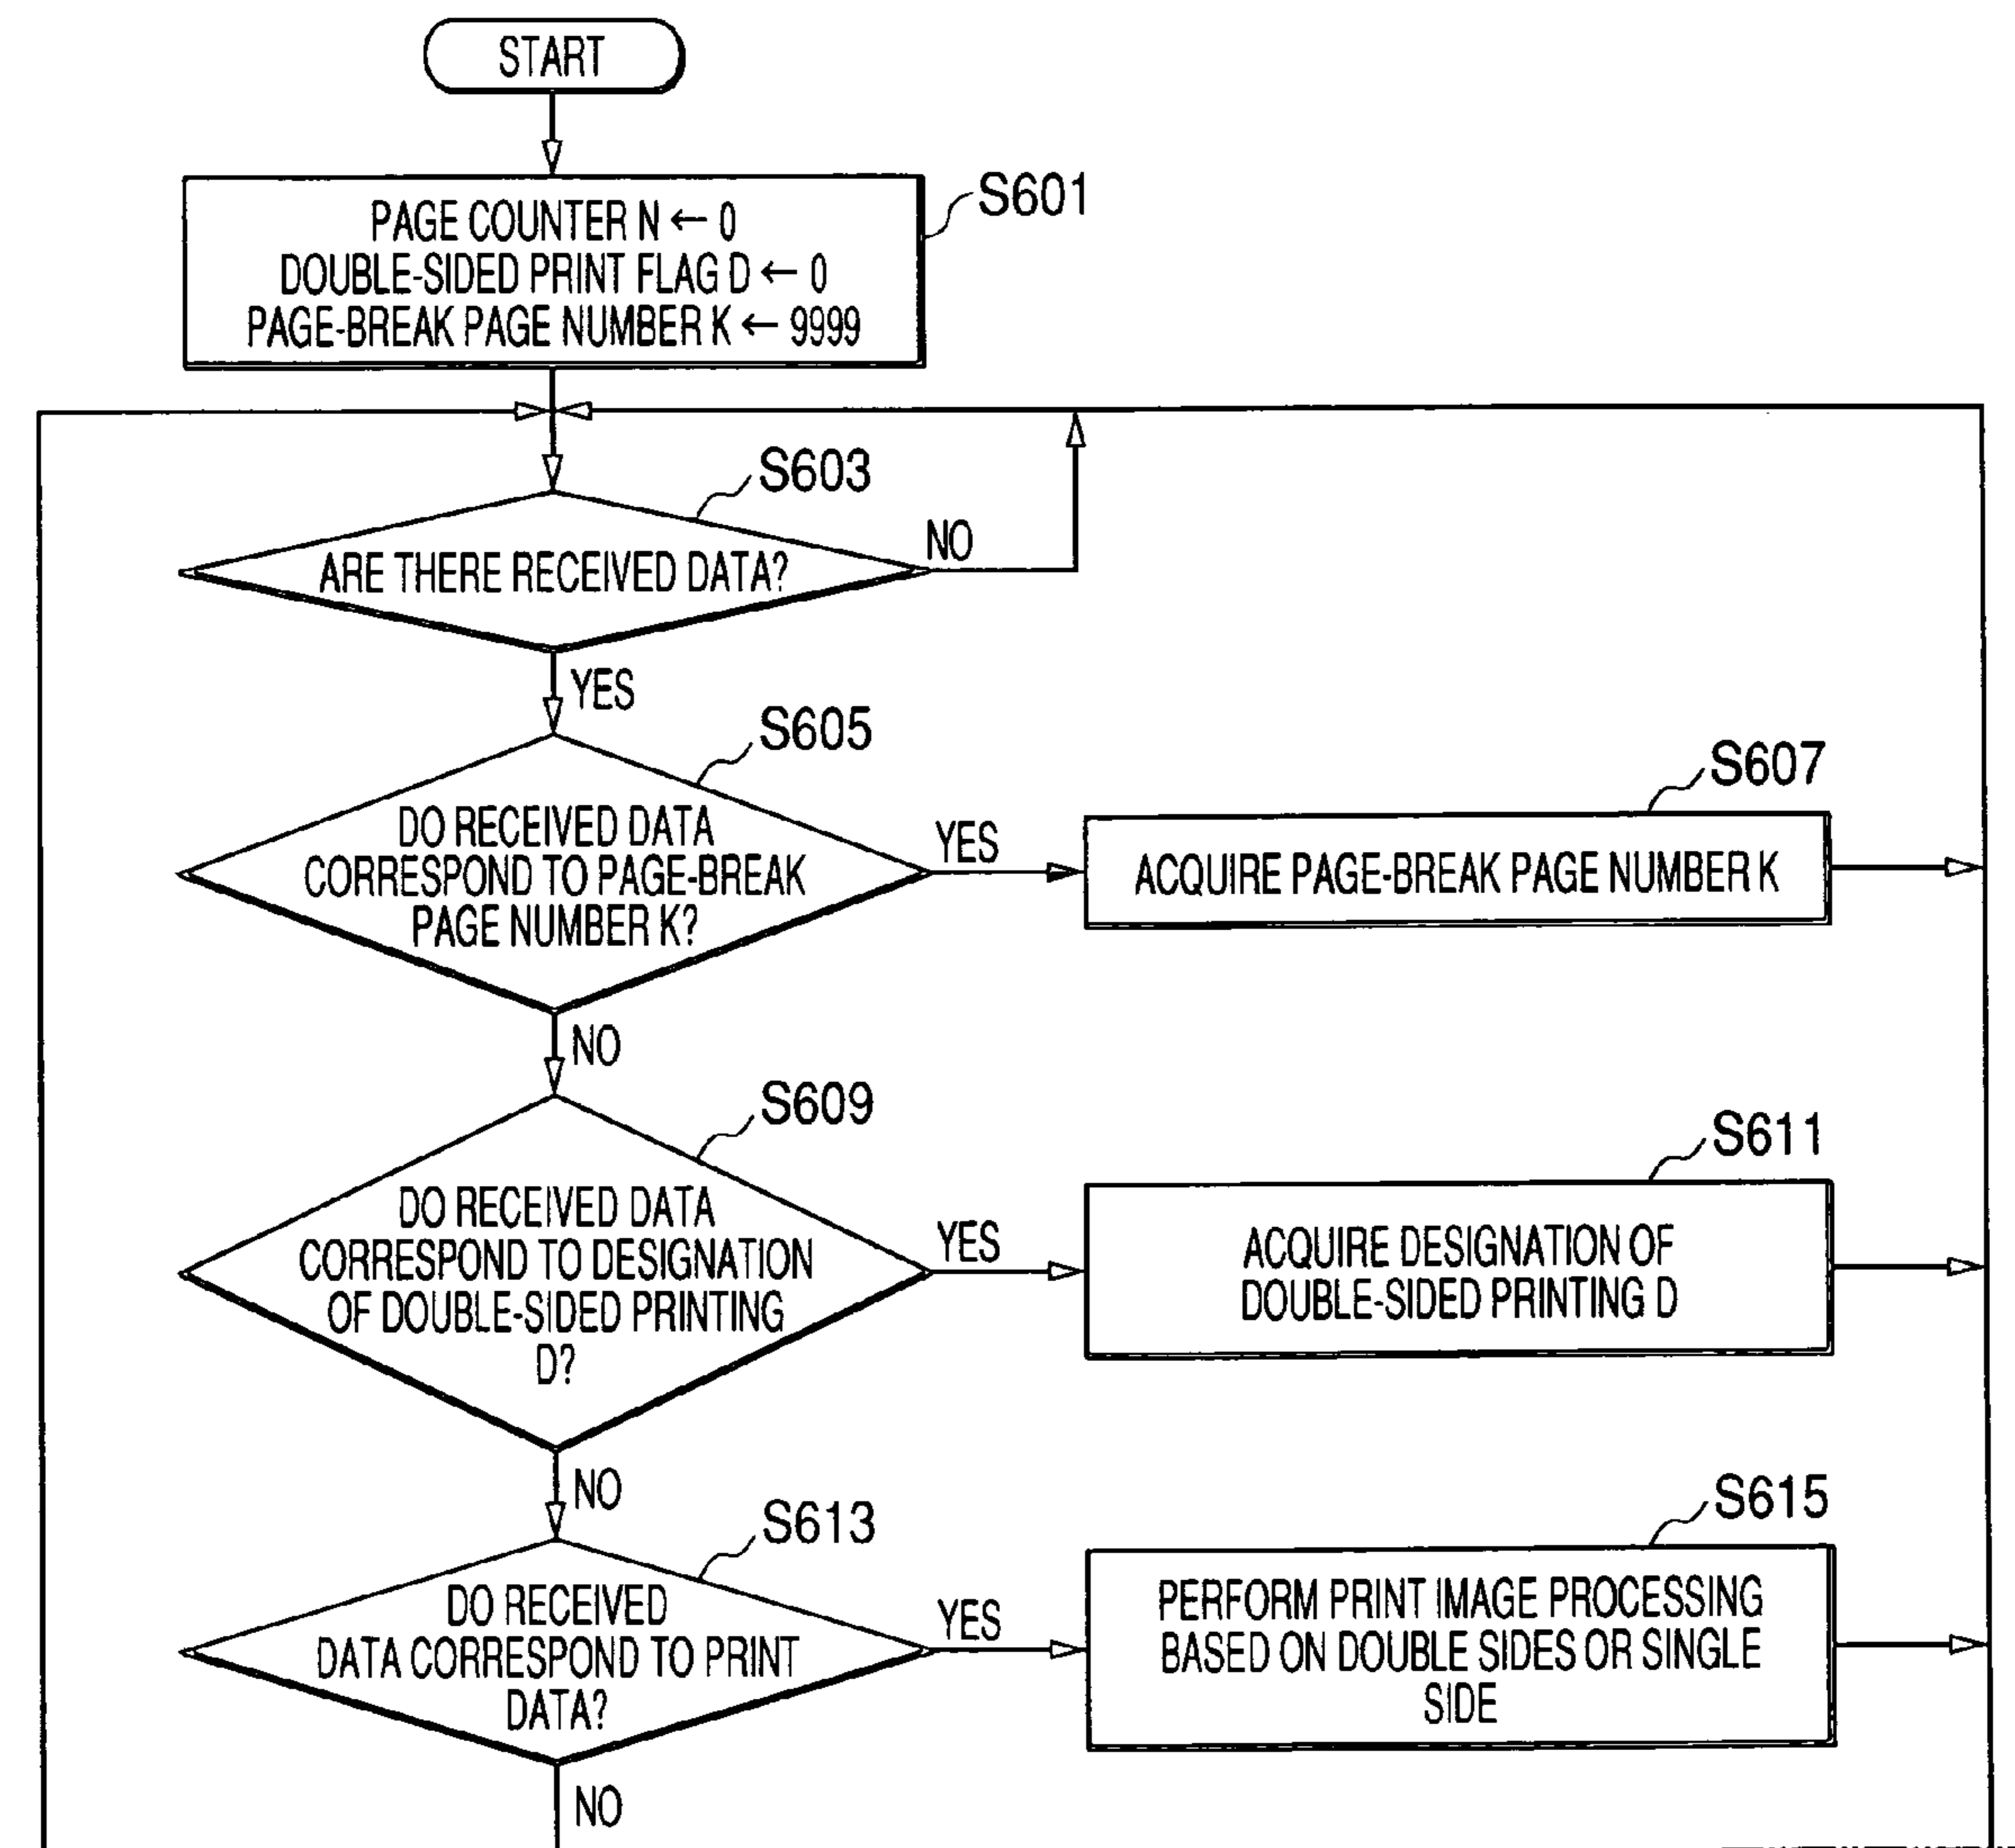 START
S601
PAGE COUNTER N ← 0
DOUBLE-SIDED PRINT FLAG D ← 0
PAGE-BREAK PAGE NUMBER K ← 9999
S603
ARE THERE RECEIVED DATA?
NO
YES
S605
DO RECEIVED DATA
CORRESPOND TO PAGE-BREAK
PAGE NUMBER K?
YES
S607
ACQUIRE PAGE-BREAK PAGE NUMBER K
NO
S609
DO RECEIVED DATA
CORRESPOND TO DESIGNATION
OF DOUBLE-SIDED PRINTING
D?
YES
S611
ACQUIRE DESIGNATION OF
DOUBLE-SIDED PRINTING D
NO
S613
DO RECEIVED
DATA CORRESPOND TO PRINT
DATA?
YES
S615
PERFORM PRINT IMAGE PROCESSING
BASED ON DOUBLE SIDES OR SINGLE
SIDE
NO